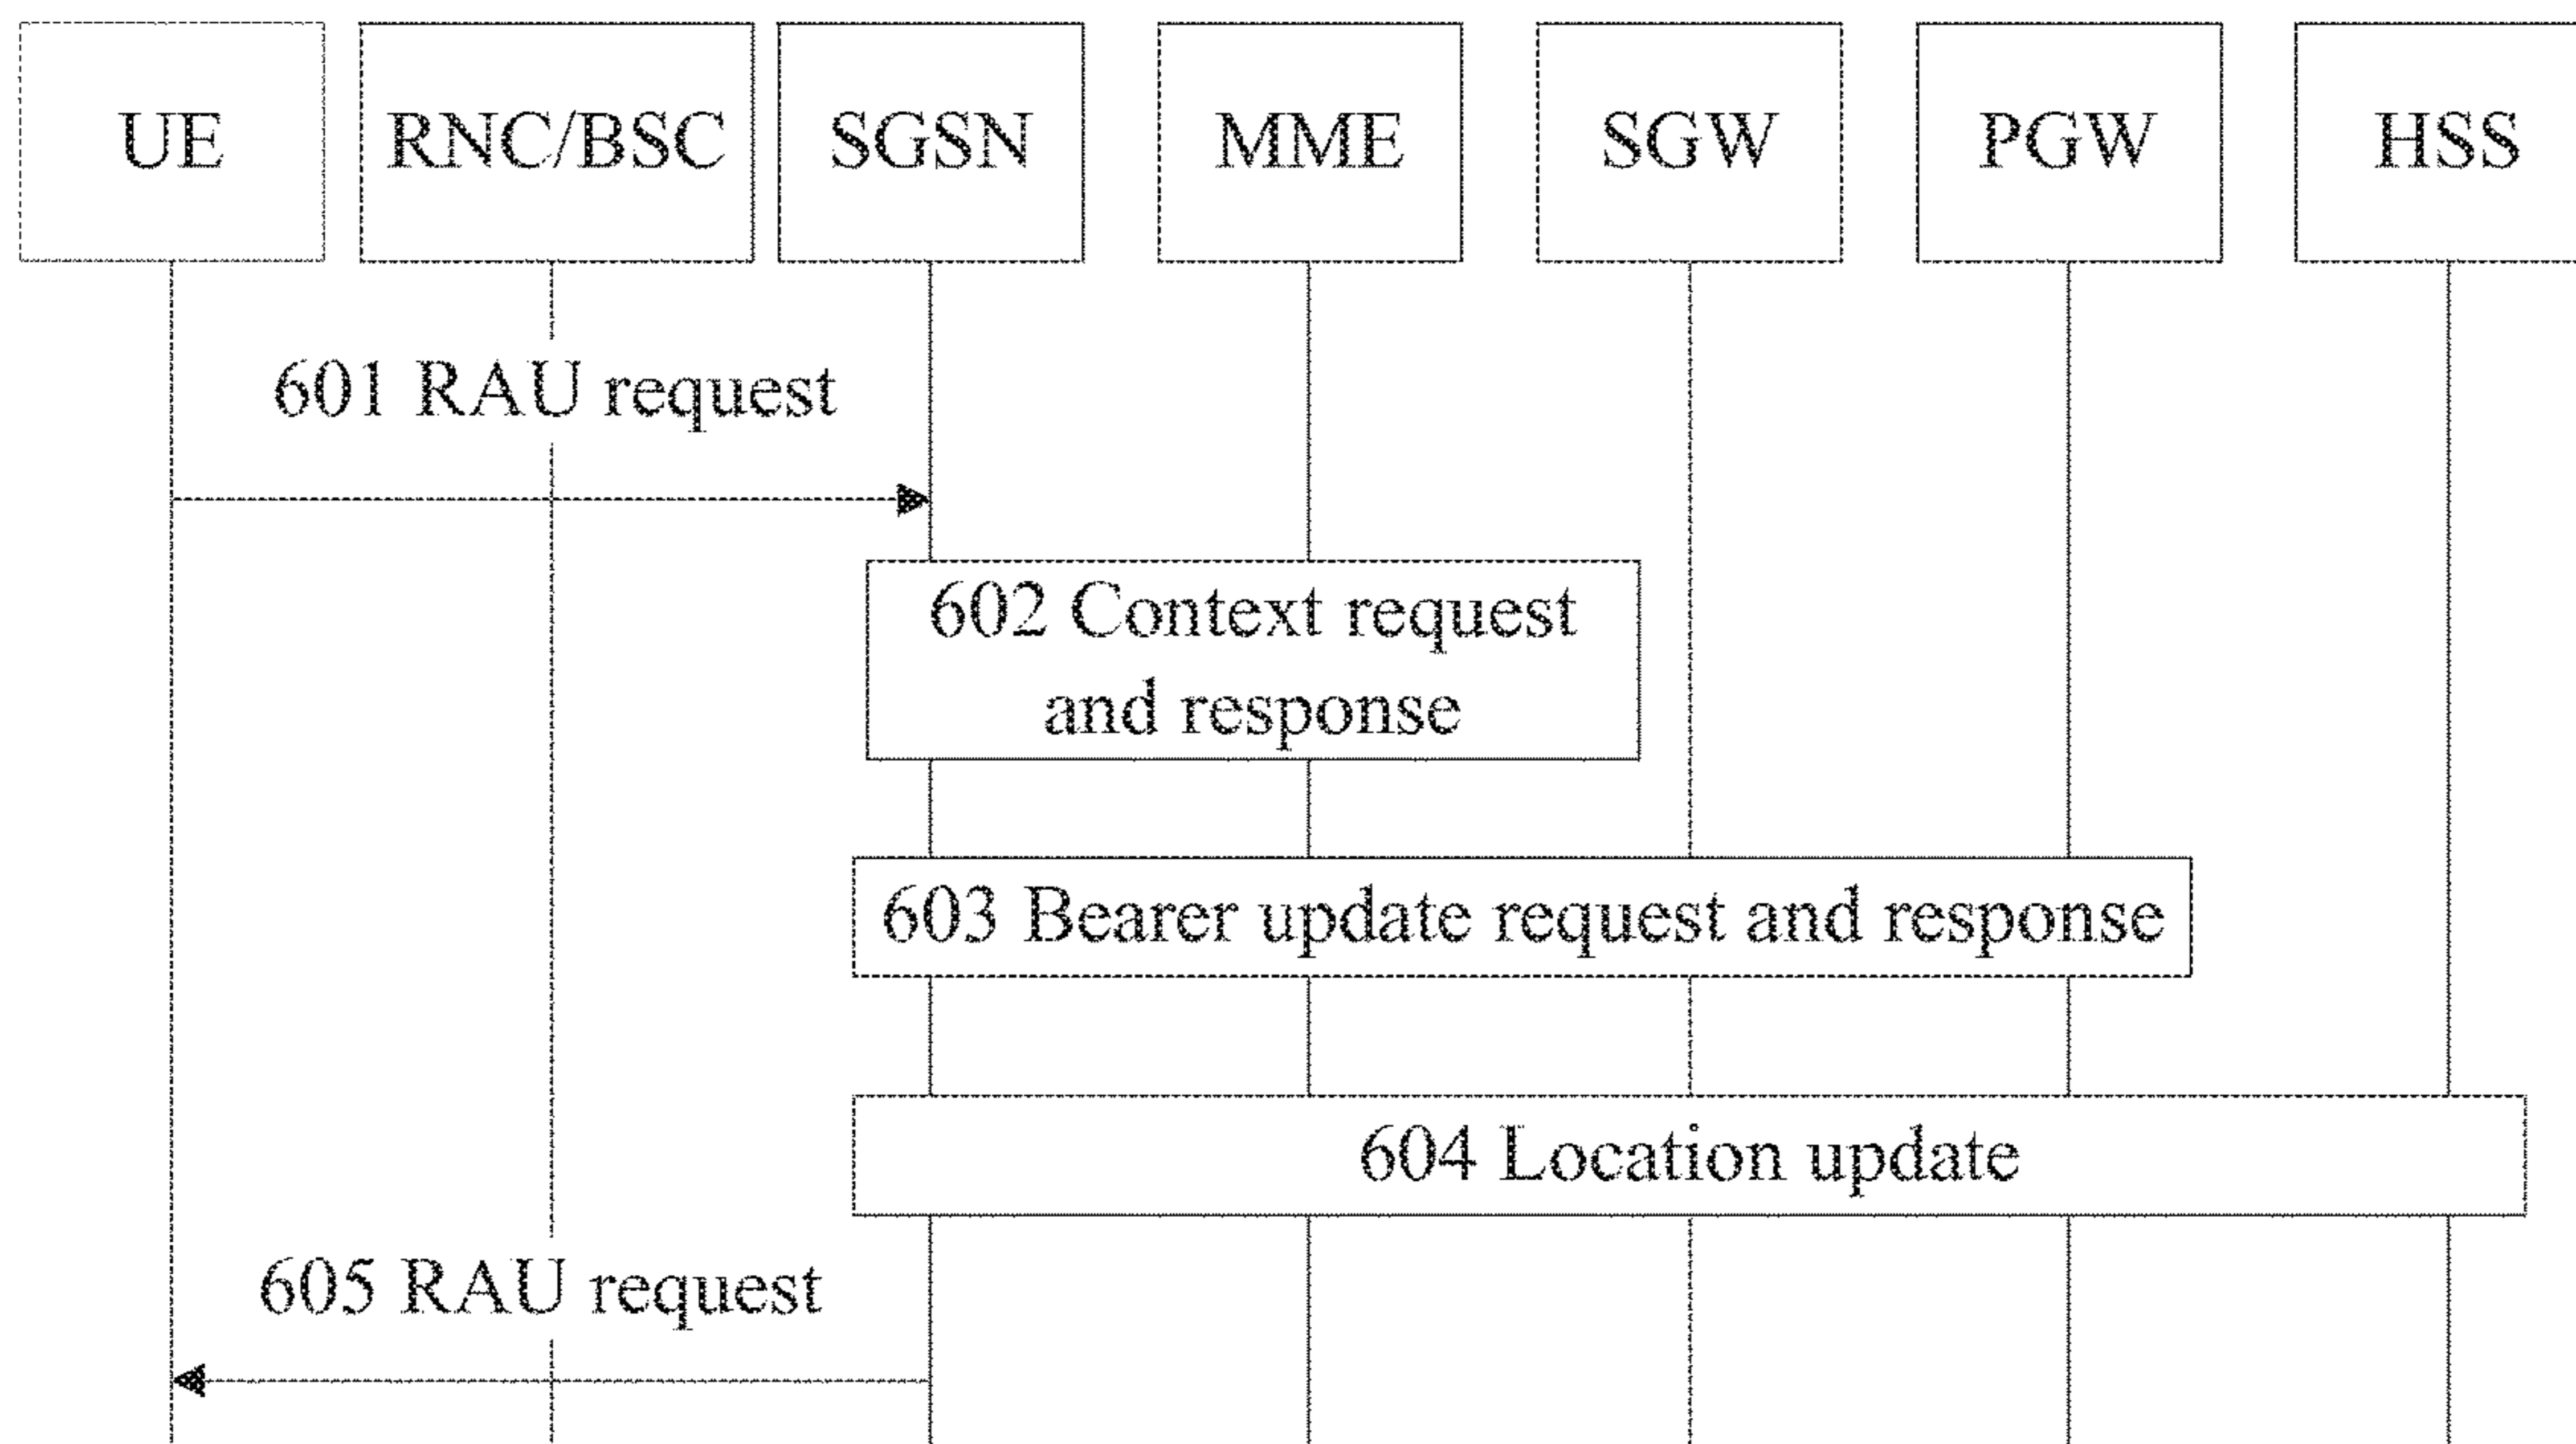 UE
RNC/BSC
SGSN
MME
SGW
PGW
HSS
601 RAU request
602 Context request
and response
603 Bearer update request and response
604 Location update
605 RAU request